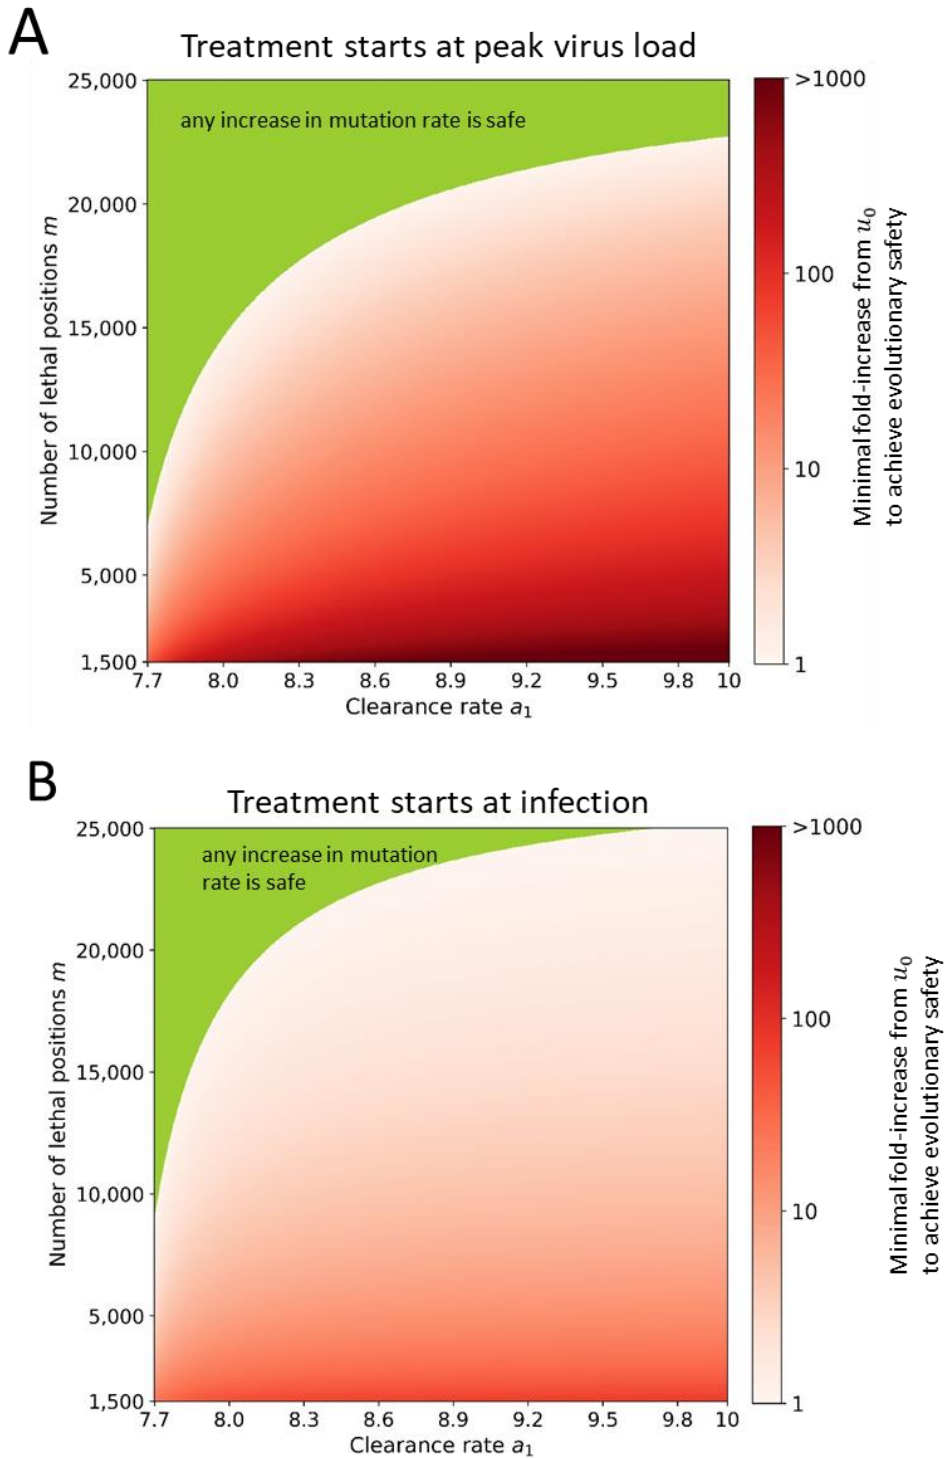 A
Treatment starts at peak virus load
any increase in mutation rate is safe
25,000
20,000
15,000
10,000
5,000
1,500
Number of lethal positions m
7.7 8.0 8.3 8.6 8.9 9.2 9.5 9.8 10
Clearance rate a₁
>1000
100
10
1
Minimal fold-increase from u₀
to achieve evolutionary safety
B
Treatment starts at infection
any increase in mutation
rate is safe
25,000
20,000
15,000
10,000
5,000
1,500
Number of lethal positions m
7.7 8.0 8.3 8.6 8.9 9.2 9.5 9.8 10
Clearance rate a₁
>1000
100
10
1
Minimal fold-increase from u₀
to achieve evolutionary safety